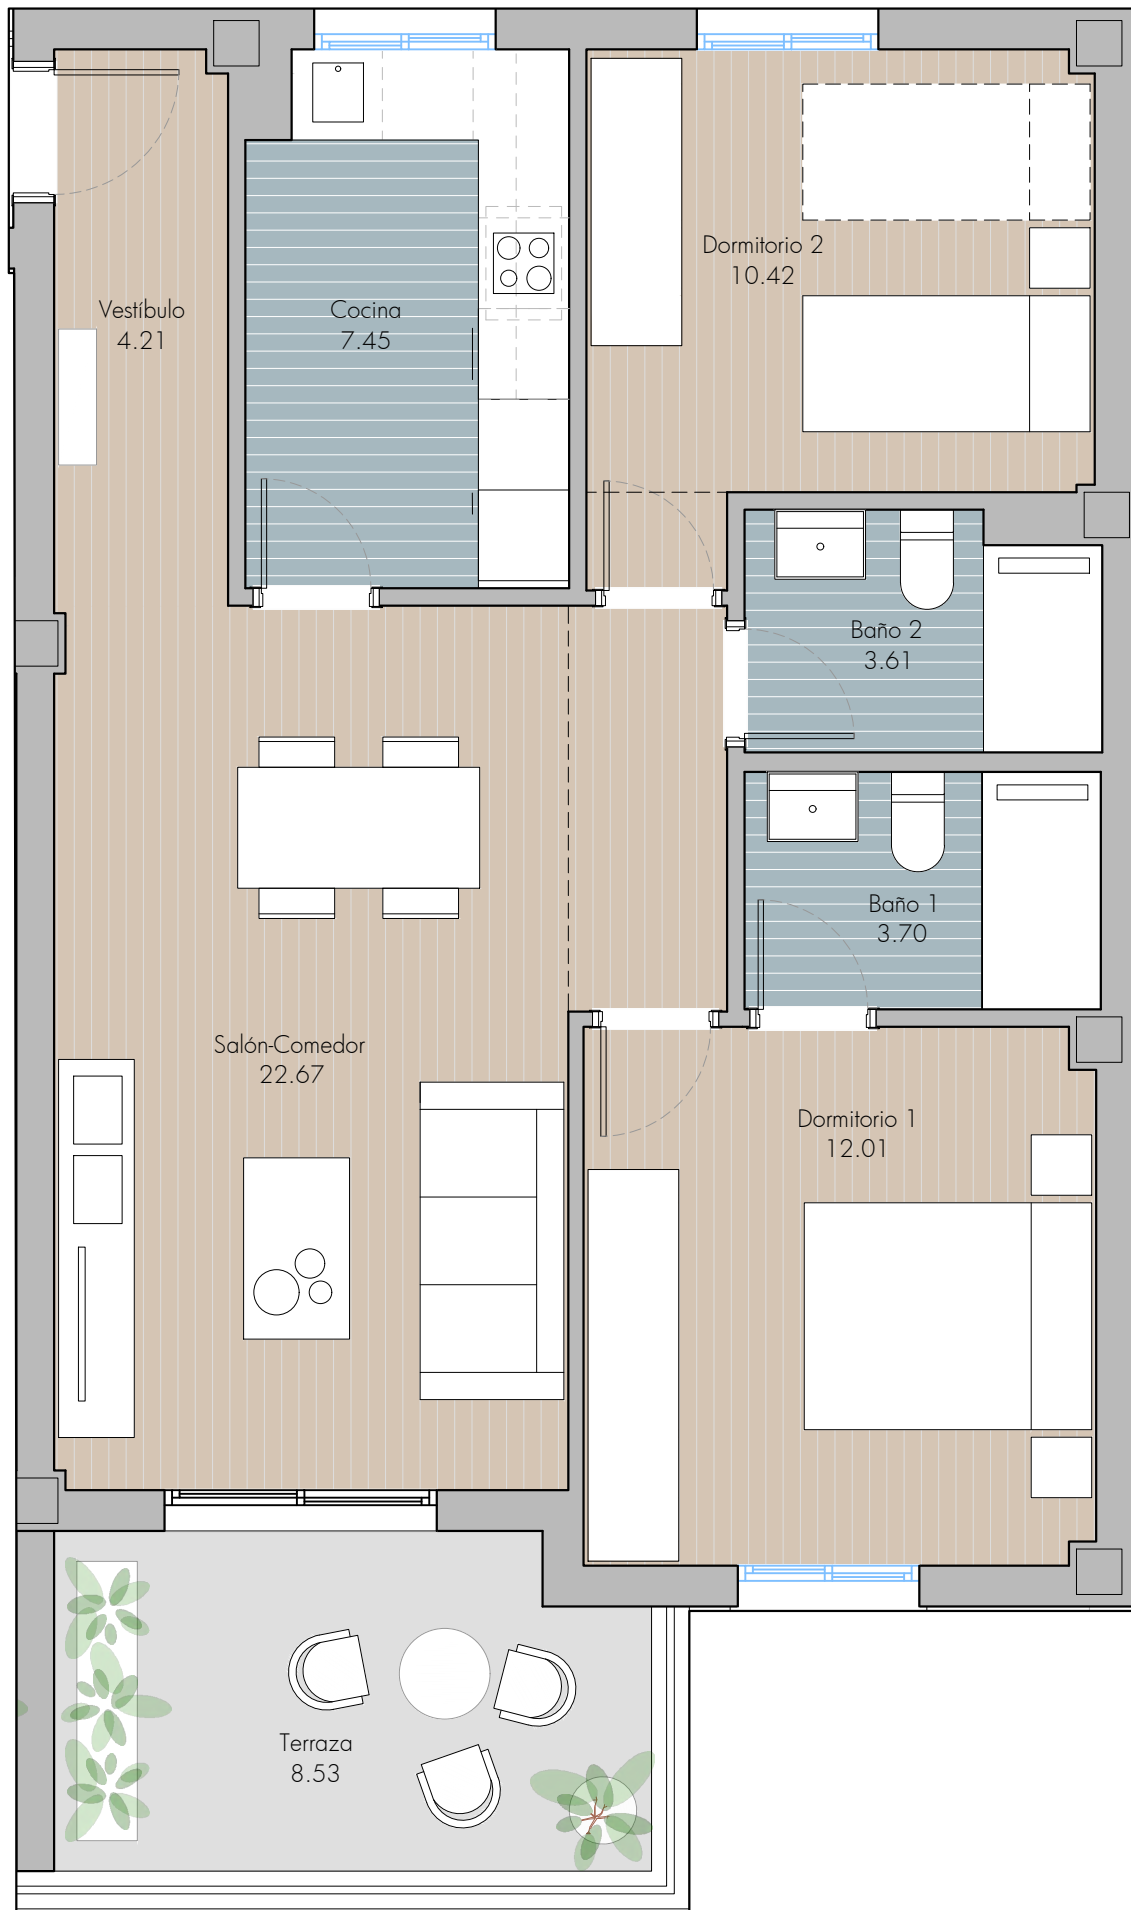 Dormitorio 2
10.42
Vestíbulo
4.21
Cocina
7.45
Baño 2
3.61
Baño 1
3.70
Salón-Comedor
22.67
Dormitorio 1
12.01
Terraza
8.53